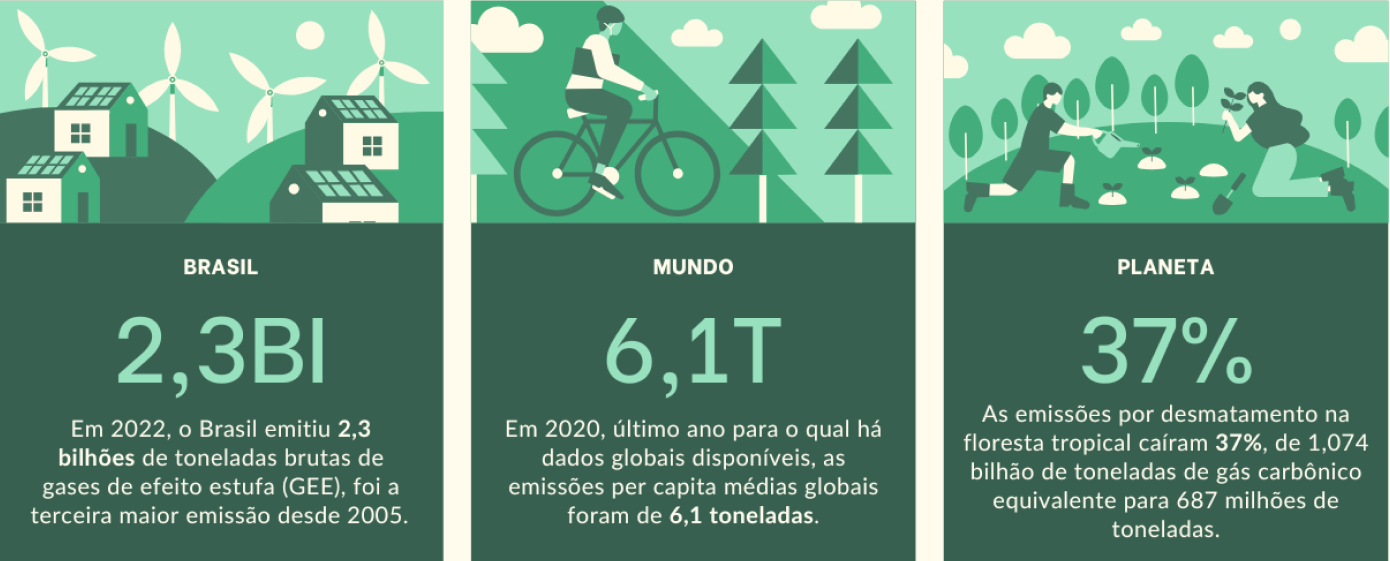 BRASIL
2,3BI
Em 2022, o Brasil emitiu 2,3
bilhões de toneladas brutas de
gases de efeito estufa (GEE), foi a
terceira maior emissão desde 2005.
MUNDO
6,1T
Em 2020, último ano para o qual há
dados globais disponíveis, as
emissões per capita médias globais
foram de 6,1 toneladas.
PLANETA
37%
As emissões por desmatamento na
floresta tropical caíram 37%, de 1,074
bilhão de toneladas de gás carbônico
equivalente para 687 milhões de
toneladas.